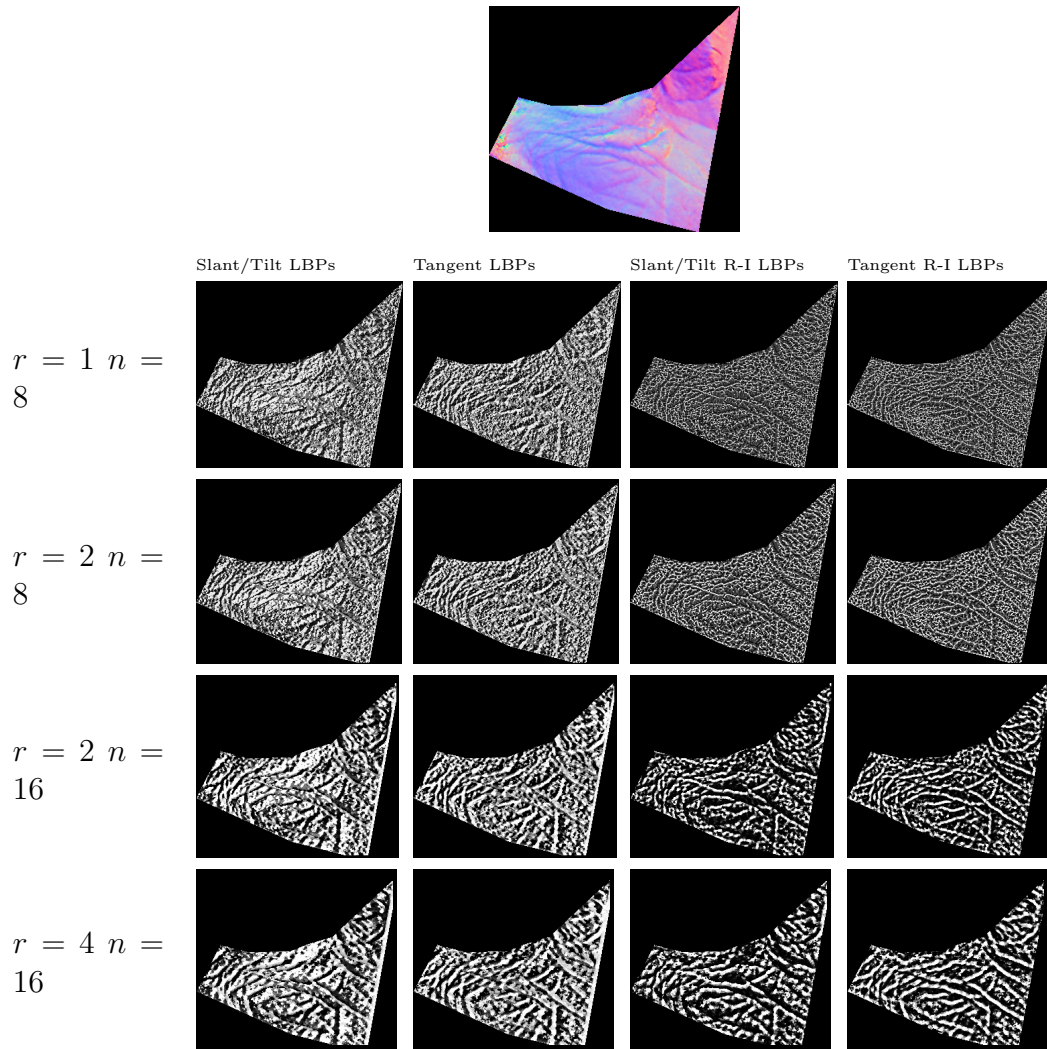 Slant/Tilt LBPs Tangent LBPs Slant/Tilt R-I LBPs Tangent R-I LBPs
r = 1 n =
8
r = 2 n =
8
r = 2 n =
16
r = 4 n =
16